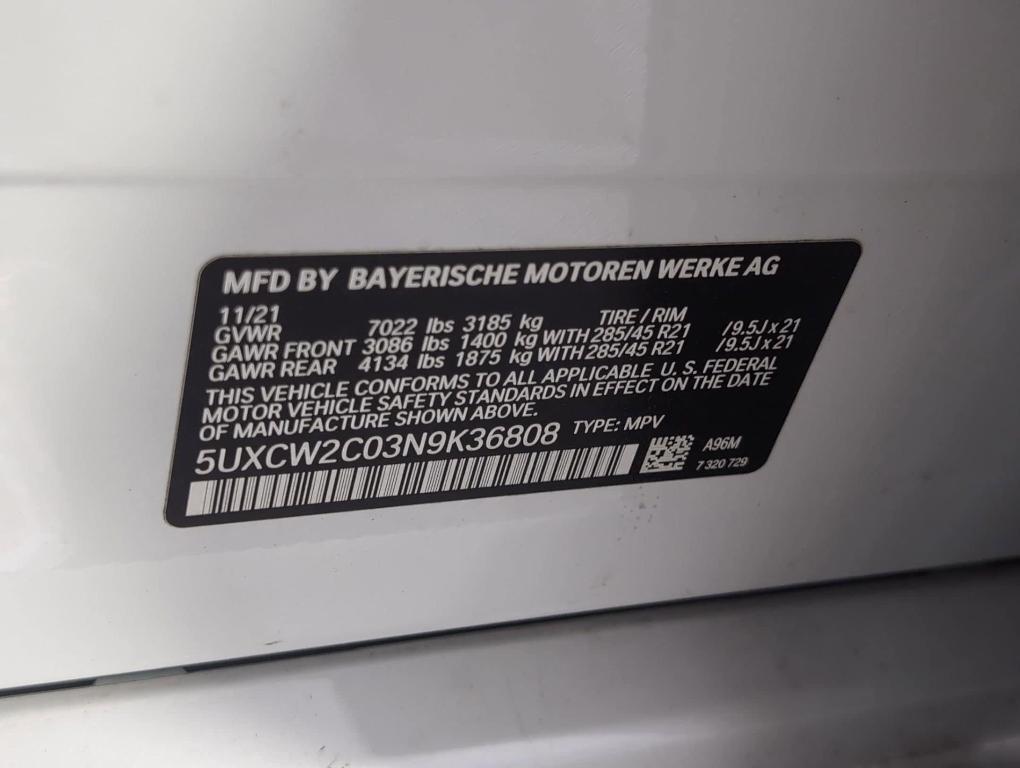 MFD BY BAYERISCHE MOTOREN WERKE AG
11/21 TIRE / RIM
GVWR 7022 lbs 3185 kg
GAWR FRONT 3086 lbs 1400 kg WITH 285/45 R21 /9.5J x 21
GAWR REAR 4134 lbs 1875 kg WITH 285/45 R21 /9.5J x 21
THIS VEHICLE CONFORMS TO ALL APPLICABLE U. S. FEDERAL
MOTOR VEHICLE SAFETY STANDARDS IN EFFECT ON THE DATE
OF MANUFACTURE SHOWN ABOVE.
5UXCW2C03N9K36808 TYPE: MPV
A96M
7 320 729